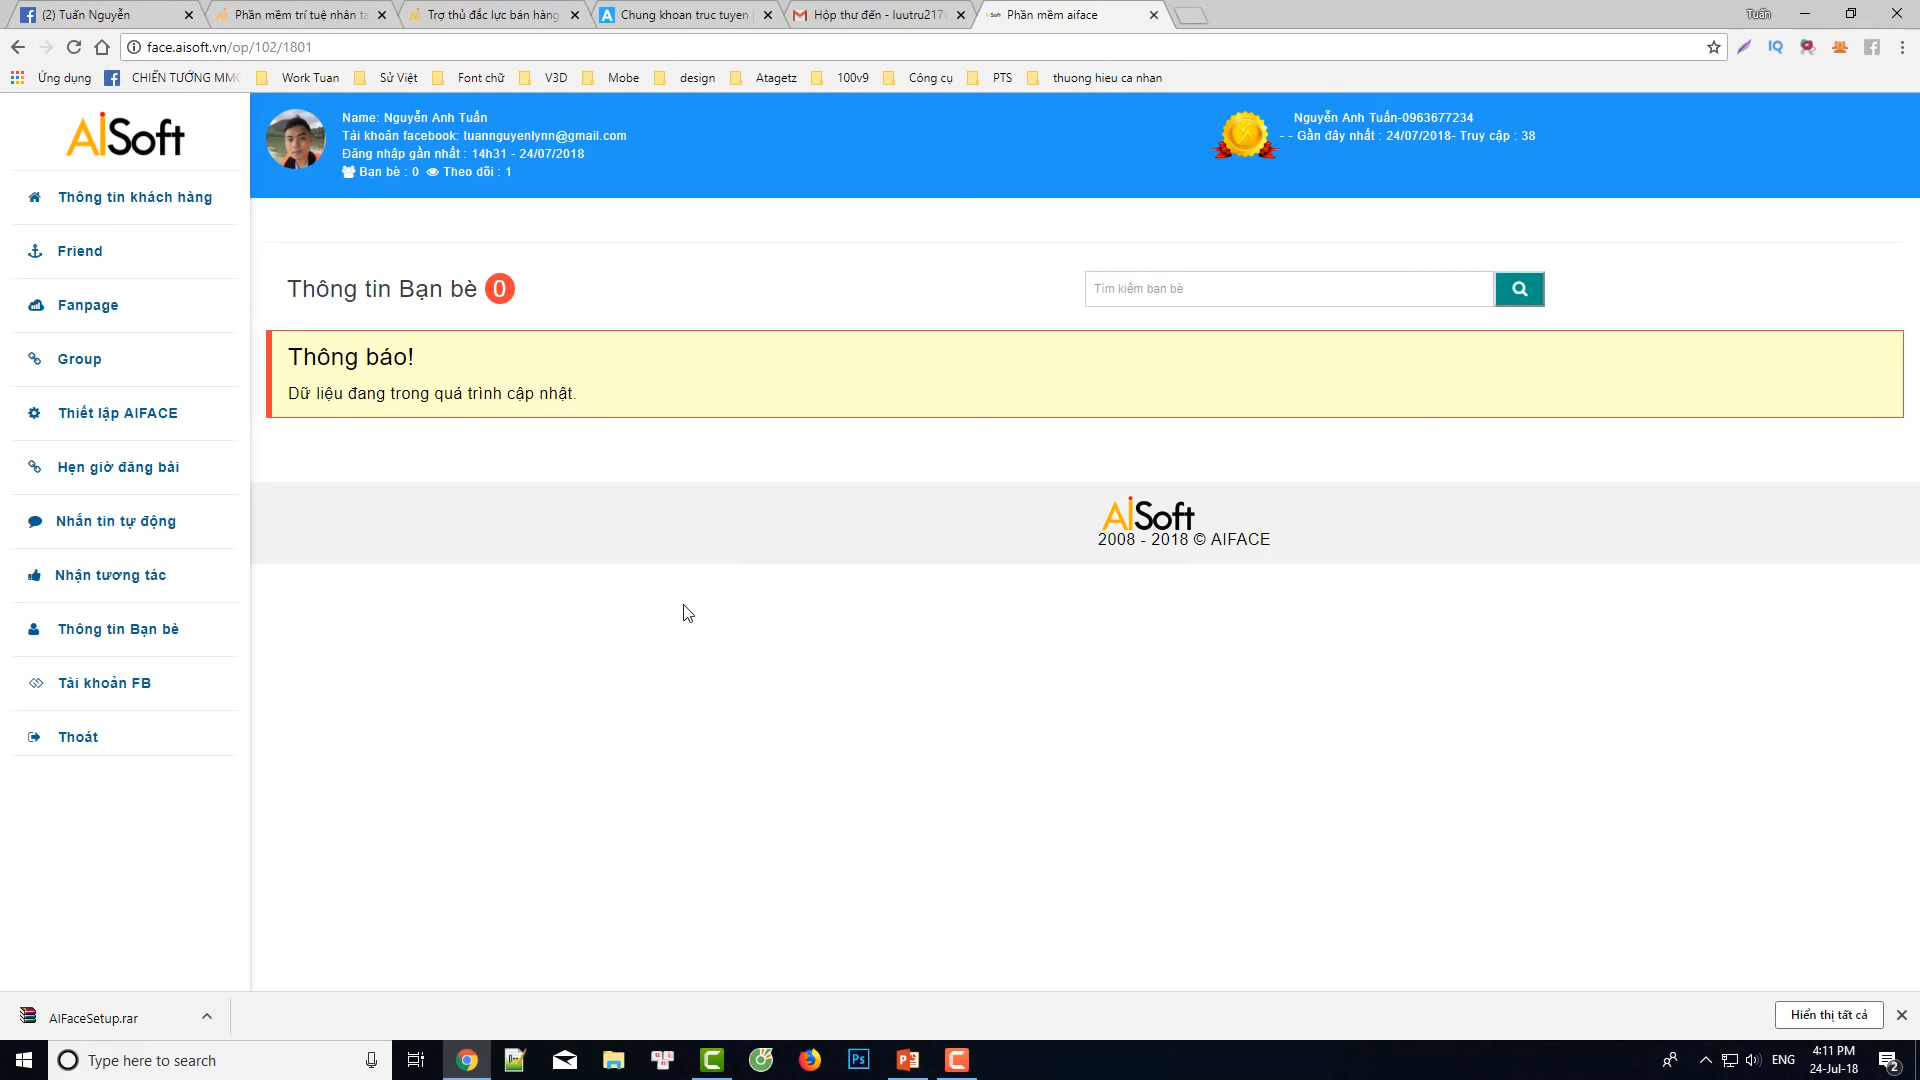 (2) Tuấn Nguyễn
Phần mềm trí tuệ nhân tạ
Trợ thủ đắc lực bán hàng
Chung khoan truc tuyen
Hộp thư đến - luutru217
Phần mềm aiface
Tuấn
face.aisoft.vn/op/102/1801
IQ
Ứng dụng
CHIẾN TƯỚNG MMO
Work Tuan
Sử Việt
Font chữ
V3D
Mobe
design
Atagetz
100v9
Công cụ
PTS
thuong hieu ca nhan
AiSoft
Name: Nguyễn Anh Tuấn
Tài khoản facebook: tuannguyenlynn@gmail.com
Đăng nhập gần nhất : 14h31 - 24/07/2018
Bạn bè : 0 Theo dõi : 1
Nguyễn Anh Tuấn-0963677234
- - Gần đây nhất : 24/07/2018- Truy cập : 38
Thông tin khách hàng
Friend
Fanpage
Group
Thiết lập AIFACE
Hẹn giờ đăng bài
Nhắn tin tự động
Nhận tương tác
Thông tin Bạn bè
Tài khoản FB
Thoát
Thông tin Bạn bè 0
Tìm kiếm bạn bè
Thông báo!
Dữ liệu đang trong quá trình cập nhật.
AiSoft
2008 - 2018 © AIFACE
AIFaceSetup.rar
Hiển thị tất cả
Type here to search
Ps
ENG
4:11 PM
24-Jul-18
2